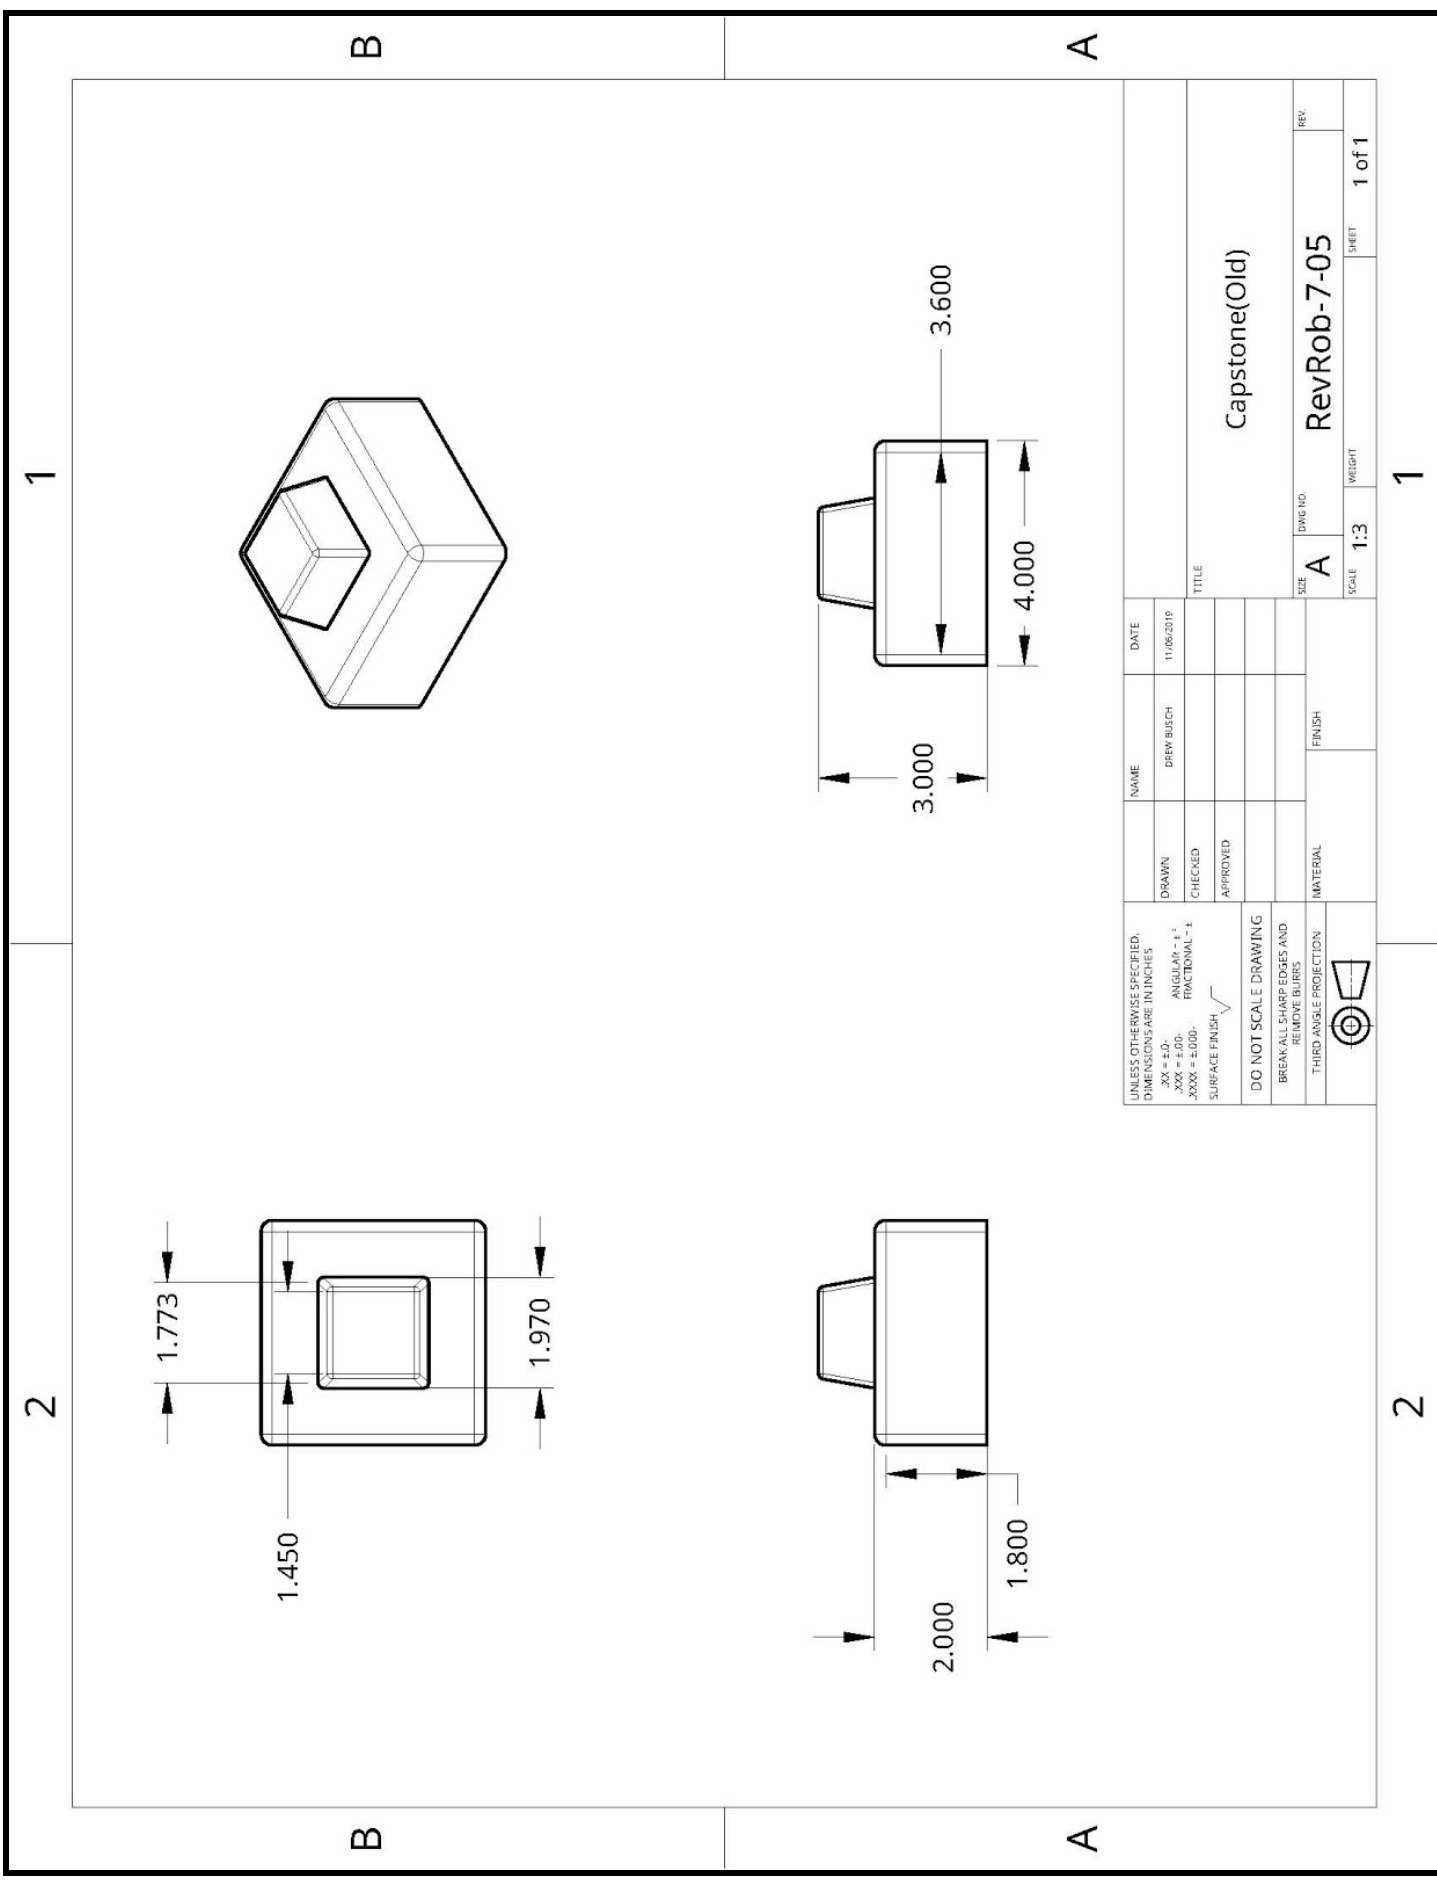 2
1
B
B
A
A
2
1
1.773
1.450
1.970
2.000
1.800
3.000
4.000
3.600
UNLESS OTHERWISE SPECIFIED,
DIMENSIONS ARE IN INCHES
.XX = ±.0-
.XXX = ±.00-
.XXXX = ±.000-
ANGULAR - ± °
FRACTIONAL - ±
SURFACE FINISH
DO NOT SCALE DRAWING
BREAK ALL SHARP EDGES AND
REMOVE BURRS
THIRD ANGLE PROJECTION
NAME DATE
DRAWN DREW BUSCH 11/06/2019
CHECKED
APPROVED
MATERIAL FINISH
TITLE
Capstone(Old)
SIZE
A
DWG NO.
RevRob-7-05
REV.
SCALE 1:3 WEIGHT SHEET 1 of 1